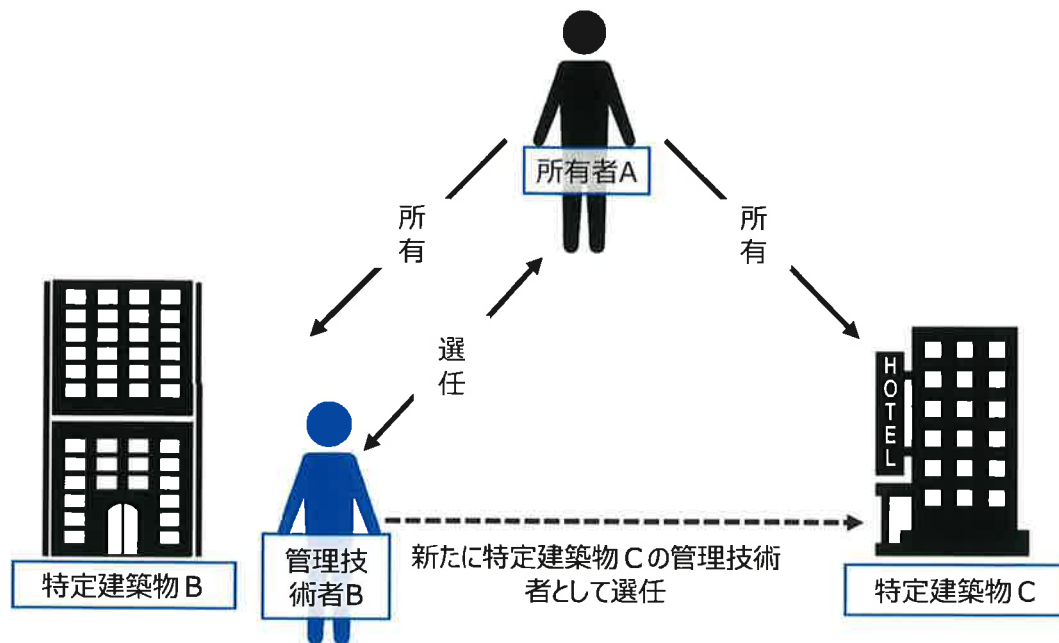 所有者A
所有
所有
選任
HOTEL
管理技
術者B
新たに特定建築物Cの管理技術
者として選任
特定建築物B
特定建築物C